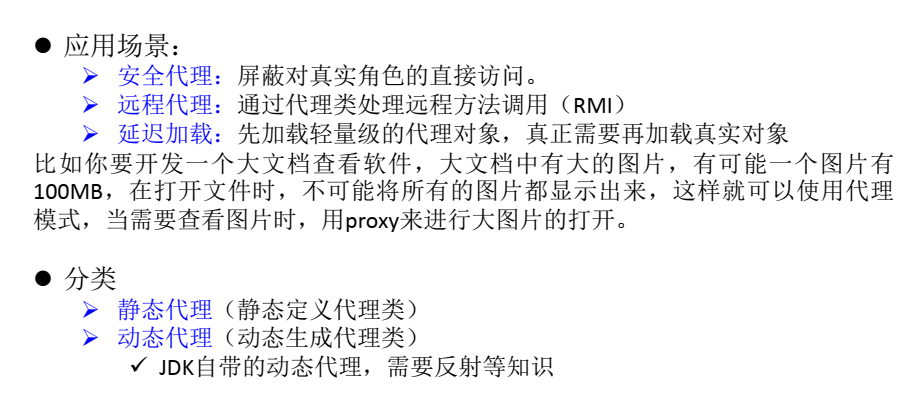 ● 应用场景：
➢ 安全代理：屏蔽对真实角色的直接访问。
➢ 远程代理：通过代理类处理远程方法调用（RMI）
➢ 延迟加载：先加载轻量级的代理对象，真正需要再加载真实对象
比如你要开发一个大文档查看软件，大文档中有大的图片，有可能一个图片有
100MB，在打开文件时，不可能将所有的图片都显示出来，这样就可以使用代理
模式，当需要查看图片时，用proxy来进行大图片的打开。
● 分类
➢ 静态代理（静态定义代理类）
➢ 动态代理（动态生成代理类）
✓ JDK自带的动态代理，需要反射等知识